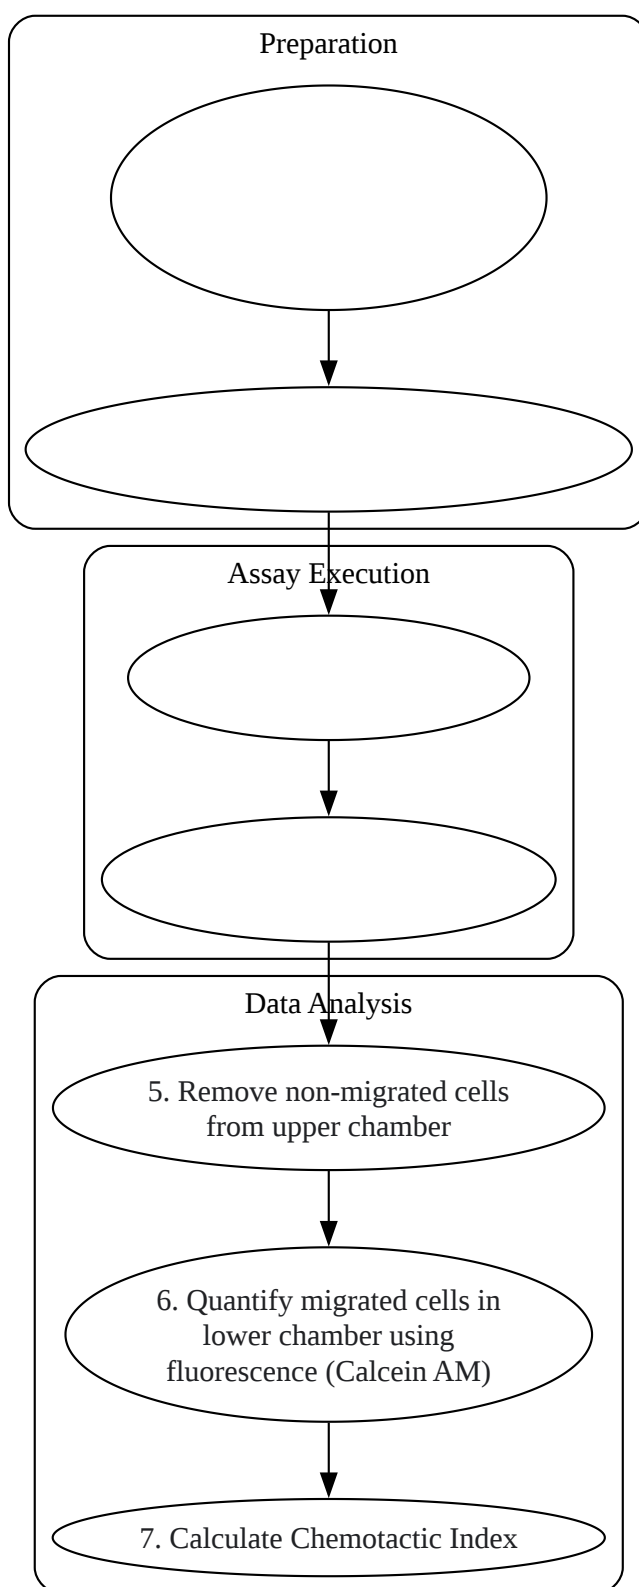 Preparation
Assay Execution
Data Analysis
5. Remove non-migrated cells
from upper chamber
6. Quantify migrated cells in
lower chamber using
fluorescence (Calcein AM)
7. Calculate Chemotactic Index